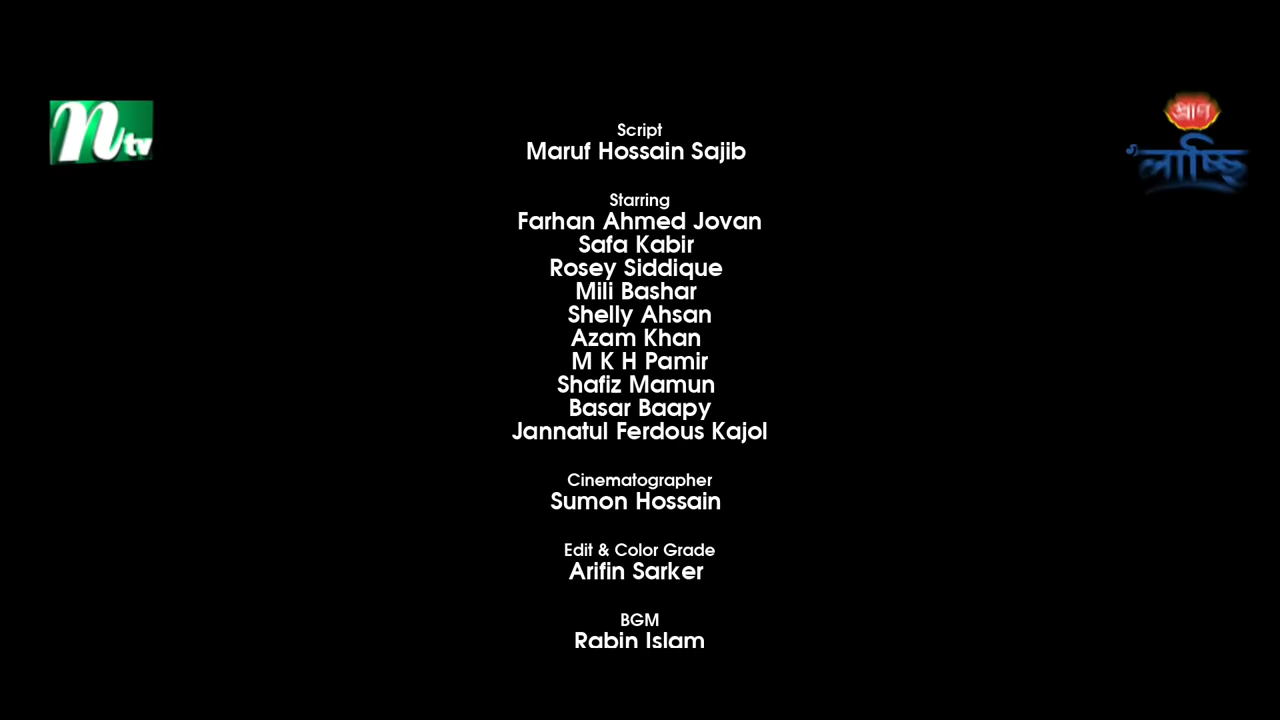 ntv
প্রাণ
লাচ্ছি
Script
Maruf Hossain Sajib
Starring
Farhan Ahmed Jovan
Safa Kabir
Rosey Siddique
Mili Bashar
Shelly Ahsan
Azam Khan
M K H Pamir
Shafiz Mamun
Basar Baapy
Jannatul Ferdous Kajol
Cinematographer
Sumon Hossain
Edit & Color Grade
Arifin Sarker
BGM
Rabin Islam